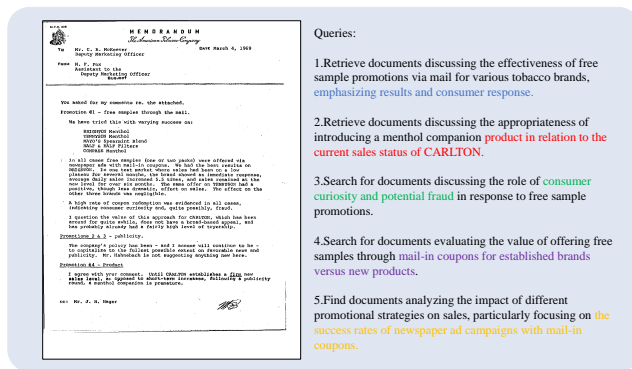 MEMORANDUM
The American Tobacco Company
To Mr. C. E. McKeever
Deputy Marketing Officer
Date March 4, 1969
From H. F. Fox
Assistant to the
Deputy Marketing Officer
You asked for my comments re. the attached.
Promotion #1 - free samples through the mail.
We have tried this with varying success on:
BRIGHTON Menthol
TENNYSON Menthol
MAYO'S Spearmint Blend
HALF & HALF Filters
COMPASS Menthol
In all cases free samples (one or two packs) were offered via
newspaper ads with mail-in coupons. We had the best results on
In one test market where sales had been on a low
plateau for several months, the brand showed an immediate response,
average daily sales increased 5.5 times, and sales remained at the
new level for over six months. The same offer on TENNYSON had a
positive, though less dramatic, effect on sales. The effect on the
other three brands was negligible.
A high rate of coupon redemption was evidenced in all cases,
indicating consumer curiosity and, quite possibly, fraud.
I question the value of this approach for CARLTON, which has been
around for quite awhile, does not have a broad-based appeal, and
has probably already had a fairly high level of tryership.
Promotions 2 & 3 - publicity.
The company's policy has been - and I assume will continue to be -
to capitalize to the fullest possible extent on favorable news and
publicity. Mr. Hahnebach is not suggesting anything new here.
Promotion #4 - Product
I agree with your comment. Until CARLTON establishes a firm new
sales level, as opposed to short-term increases, following a publicity
round, a menthol companion is premature.
cc: Mr. J. H. Hager
Queries:
1.Retrieve documents discussing the effectiveness of free
sample promotions via mail for various tobacco brands,
emphasizing results and consumer response.
2.Retrieve documents discussing the appropriateness of
introducing a menthol companion product in relation to the
current sales status of CARLTON.
3.Search for documents discussing the role of consumer
curiosity and potential fraud in response to free sample
promotions.
4.Search for documents evaluating the value of offering free
samples through mail-in coupons for established brands
versus new products.
5.Find documents analyzing the impact of different
promotional strategies on sales, particularly focusing on the
success rates of newspaper ad campaigns with mail-in
coupons.